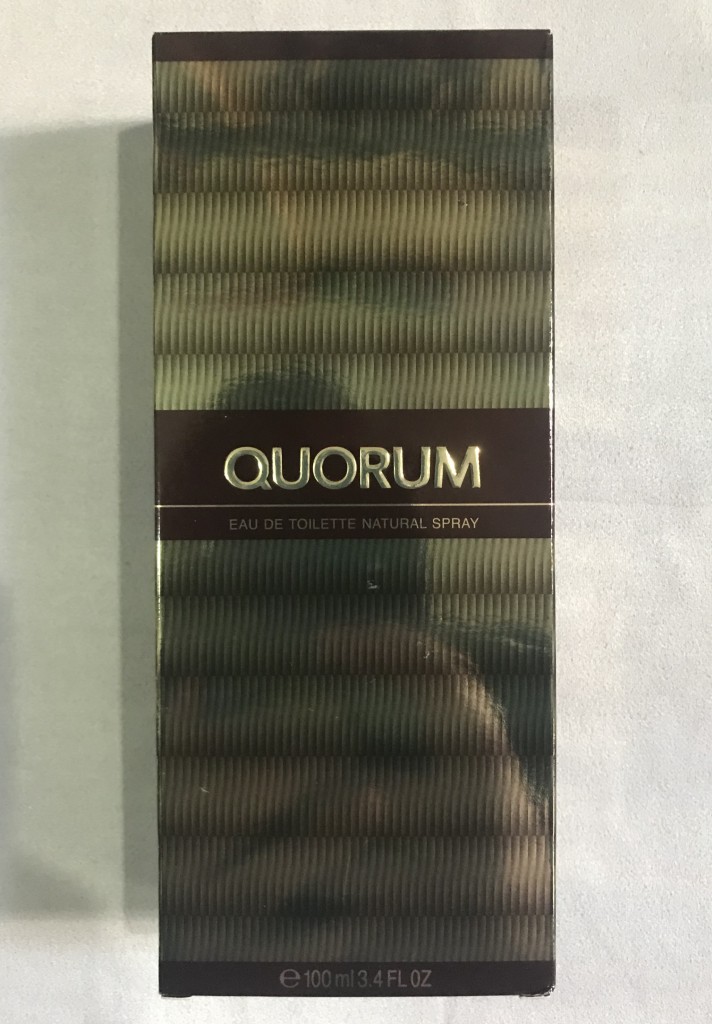 QUORUM
EAU DE TOILETTE NATURAL SPRAY
℮ 100 ml 3.4 FL OZ